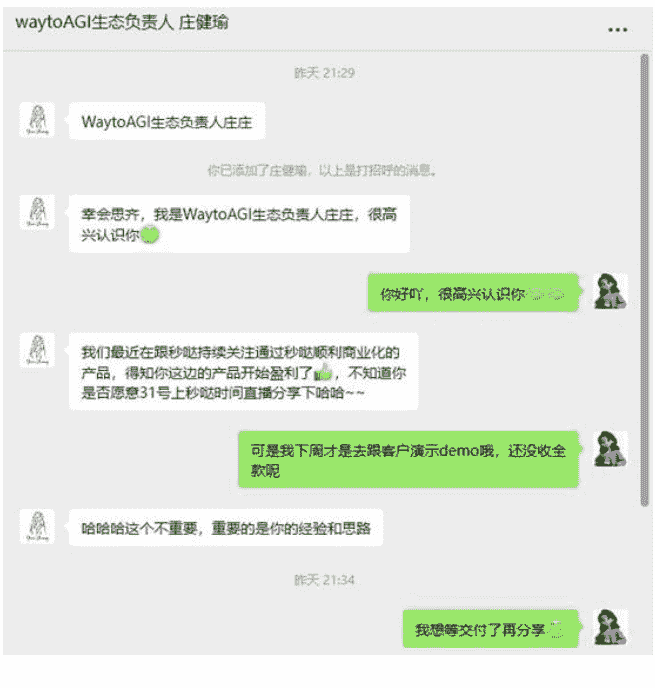 waytoAGI生态负责人 庄健瑜
昨天 21:29
WaytoAGI生态负责人庄庄
你已添加了庄健瑜，以上是打招呼的消息。
幸会思齐，我是WaytoAGI生态负责人庄庄，很高
兴认识你
你好吖，很高兴认识你
我们最近在跟秒哒持续关注通过秒哒顺利商业化的
产品，得知你这边的产品开始盈利了👍，不知道你
是否愿意31号上秒哒时间直播分享下哈哈~~
可是我下周才是去跟客户演示demo哦，还没收全
款呢
哈哈哈这个不重要，重要的是你的经验和思路
昨天 21:34
我想等交付了再分享